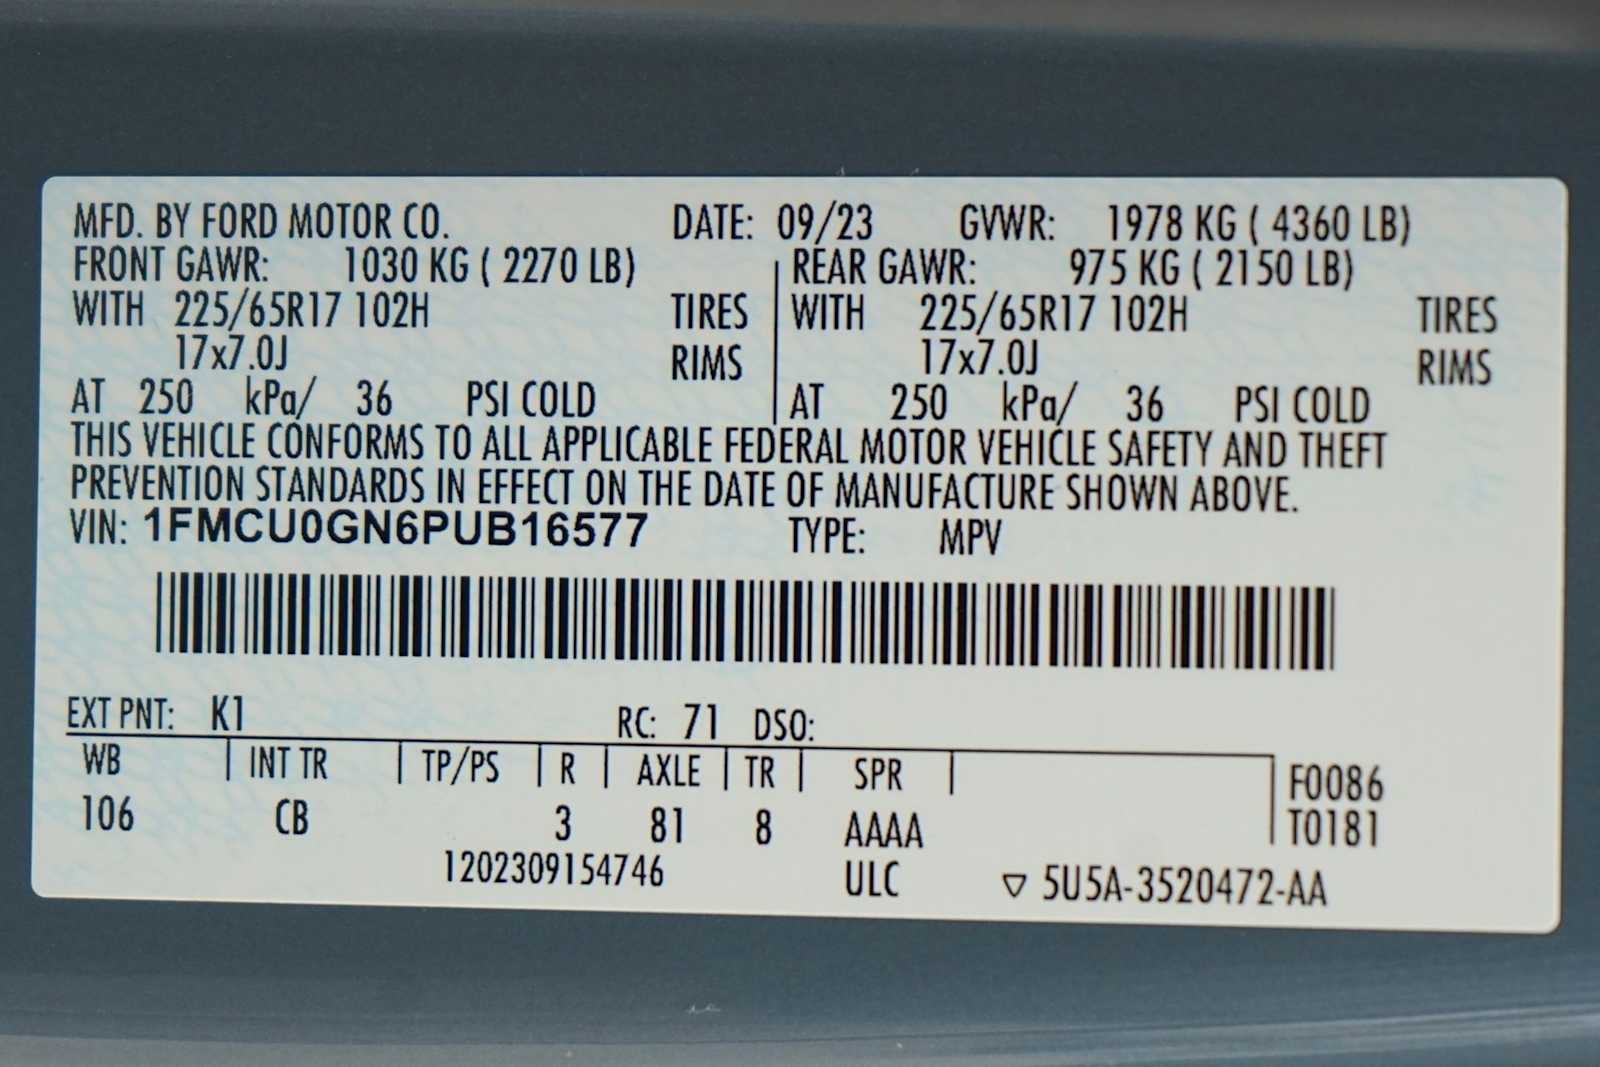 MFD. BY FORD MOTOR CO. DATE: 09/23 GVWR: 1978 KG ( 4360 LB)
FRONT GAWR: 1030 KG ( 2270 LB) REAR GAWR: 975 KG ( 2150 LB)
WITH 225/65R17 102H TIRES WITH 225/65R17 102H TIRES
17x7.0J RIMS 17x7.0J RIMS
AT 250 kPa/ 36 PSI COLD AT 250 kPa/ 36 PSI COLD
THIS VEHICLE CONFORMS TO ALL APPLICABLE FEDERAL MOTOR VEHICLE SAFETY AND THEFT
PREVENTION STANDARDS IN EFFECT ON THE DATE OF MANUFACTURE SHOWN ABOVE.
VIN: 1FMCU0GN6PUB16577 TYPE: MPV
EXT PNT: K1 RC: 71 DSO:
WB INT TR TP/PS R AXLE TR SPR F0086
106 CB 3 81 8 AAAA T0181
1202309154746 ULC ▽ 5U5A-3520472-AA